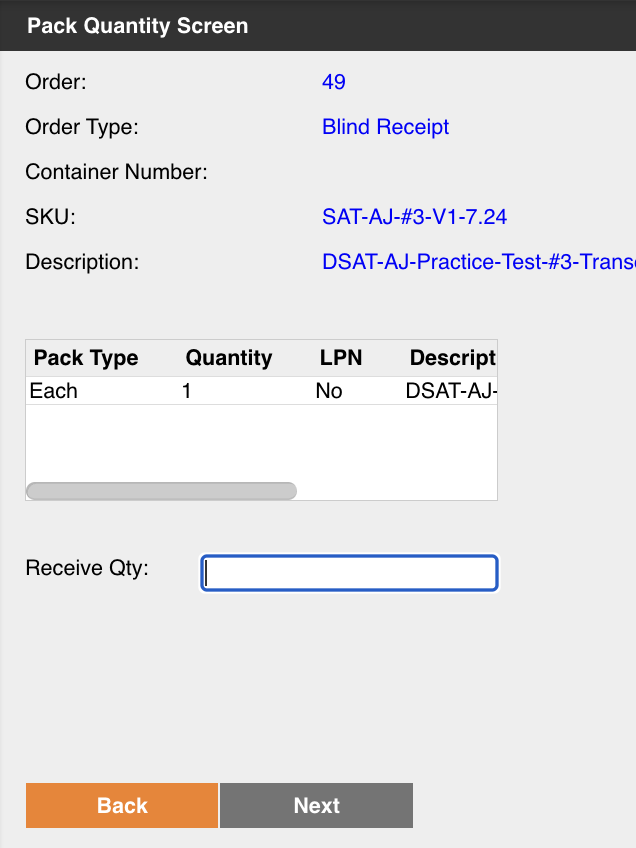 Pack Quantity Screen
Order: 49
Order Type: Blind Receipt
Container Number:
SKU: SAT-AJ-#3-V1-7.24
Description: DSAT-AJ-Practice-Test-#3-Trans
Pack Type Quantity LPN Descript
Each 1 No DSAT-AJ-
Receive Qty:
Back Next